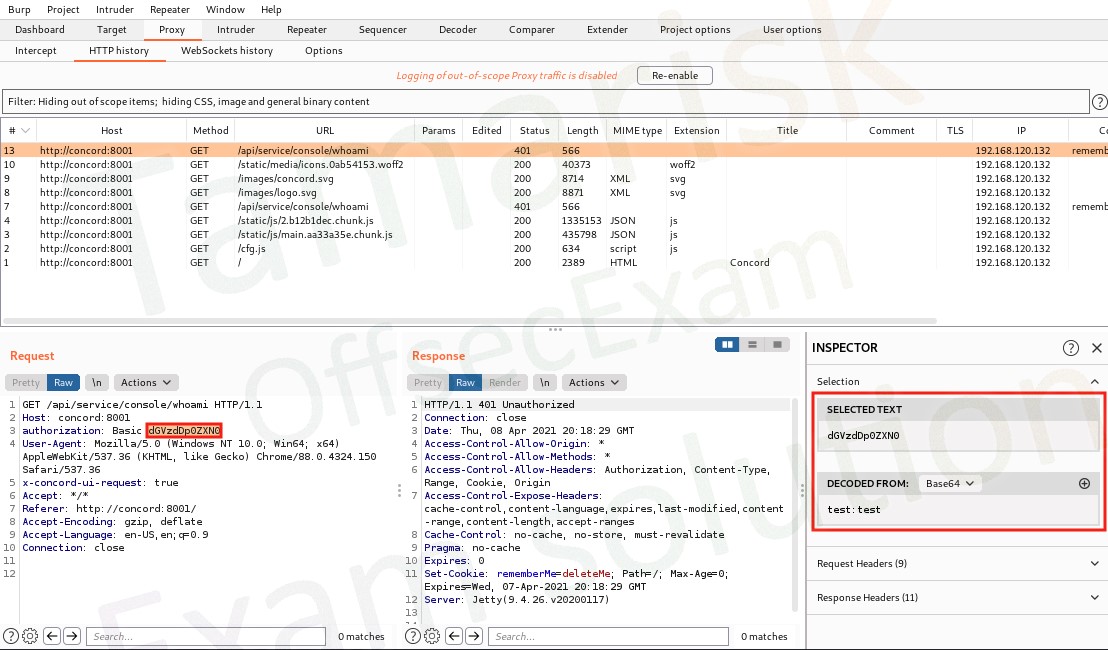 Burp Project Intruder Repeater Window Help
Dashboard Target Proxy Intruder Repeater Sequencer Decoder Comparer Extender Project options User options
Intercept HTTP history WebSockets history Options
Logging of out-of-scope Proxy traffic is disabled Re-enable
Filter: Hiding out of scope items; hiding CSS, image and general binary content ?
# Host Method URL Params Edited Status Length MIME type Extension Title Comment TLS IP Co
13 http://concord:8001 GET /api/service/console/whoami 401 566 192.168.120.132 rememb
10 http://concord:8001 GET /static/media/icons.0ab54153.woff2 200 40373 woff2 192.168.120.132
9 http://concord:8001 GET /images/concord.svg 200 8714 XML svg 192.168.120.132
8 http://concord:8001 GET /images/logo.svg 200 8871 XML svg 192.168.120.132
7 http://concord:8001 GET /api/service/console/whoami 401 566 192.168.120.132 rememb
4 http://concord:8001 GET /static/js/2.b12b1dec.chunk.js 200 1335153 JSON js 192.168.120.132
3 http://concord:8001 GET /static/js/main.aa33a35e.chunk.js 200 435798 JSON js 192.168.120.132
2 http://concord:8001 GET /cfg.js 200 634 script js 192.168.120.132
1 http://concord:8001 GET / 200 2389 HTML Concord 192.168.120.132
Request
Pretty Raw \n Actions
1 GET /api/service/console/whoami HTTP/1.1
2 Host: concord:8001
3 authorization: Basic dGVzdDp0ZXN0
4 User-Agent: Mozilla/5.0 (Windows NT 10.0; Win64; x64)
AppleWebKit/537.36 (KHTML, like Gecko) Chrome/88.0.4324.150
Safari/537.36
5 x-concord-ui-request: true
6 Accept: */*
7 Referer: http://concord:8001/
8 Accept-Encoding: gzip, deflate
9 Accept-Language: en-US,en;q=0.9
10 Connection: close
11
12
? Search... 0 matches
Response
Pretty Raw Render \n Actions
1 HTTP/1.1 401 Unauthorized
2 Connection: close
3 Date: Thu, 08 Apr 2021 20:18:29 GMT
4 Access-Control-Allow-Origin: *
5 Access-Control-Allow-Methods: *
6 Access-Control-Allow-Headers: Authorization, Content-Type,
Range, Cookie, Origin
7 Access-Control-Expose-Headers:
cache-control,content-language,expires,last-modified,content
-range,content-length,accept-ranges
8 Cache-Control: no-cache, no-store, must-revalidate
9 Pragma: no-cache
10 Expires: 0
11 Set-Cookie: rememberMe=deleteMe; Path=/; Max-Age=0;
Expires=Wed, 07-Apr-2021 20:18:29 GMT
12 Server: Jetty(9.4.26.v20200117)
13
14
? Search... 0 matches
INSPECTOR ?
Selection
SELECTED TEXT
dGVzdDp0ZXN0
DECODED FROM: Base64
test:test
Request Headers (9)
Response Headers (11)
Tamarisk
OffsecExam
Exam Solution